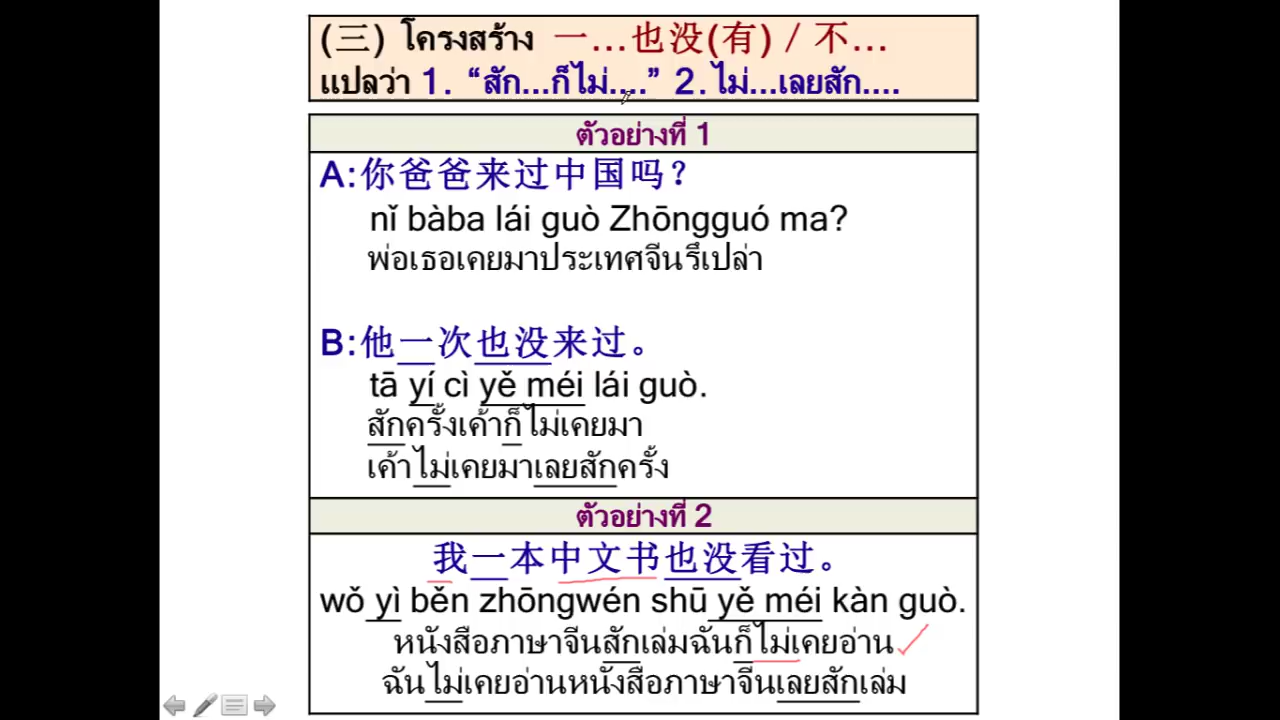 (三) โครงสร้าง 一...也没(有) / 不...
แปลว่า 1. “สัก...ก็ไม่....” 2. ไม่...เลยสัก....
ตัวอย่างที่ 1
A:你爸爸来过中国吗?
nǐ bàba lái guò Zhōngguó ma?
พ่อเธอเคยมาประเทศจีนรึเปล่า
B:他一次也没来过。
tā yí cì yě méi lái guò.
สักครั้งเค้าก็ไม่เคยมา
เค้าไม่เคยมาเลยสักครั้ง
ตัวอย่างที่ 2
我一本中文书也没看过。
wǒ yì běn zhōngwén shū yě méi kàn guò.
หนังสือภาษาจีนสักเล่มฉันก็ไม่เคยอ่าน
ฉันไม่เคยอ่านหนังสือภาษาจีนเลยสักเล่ม